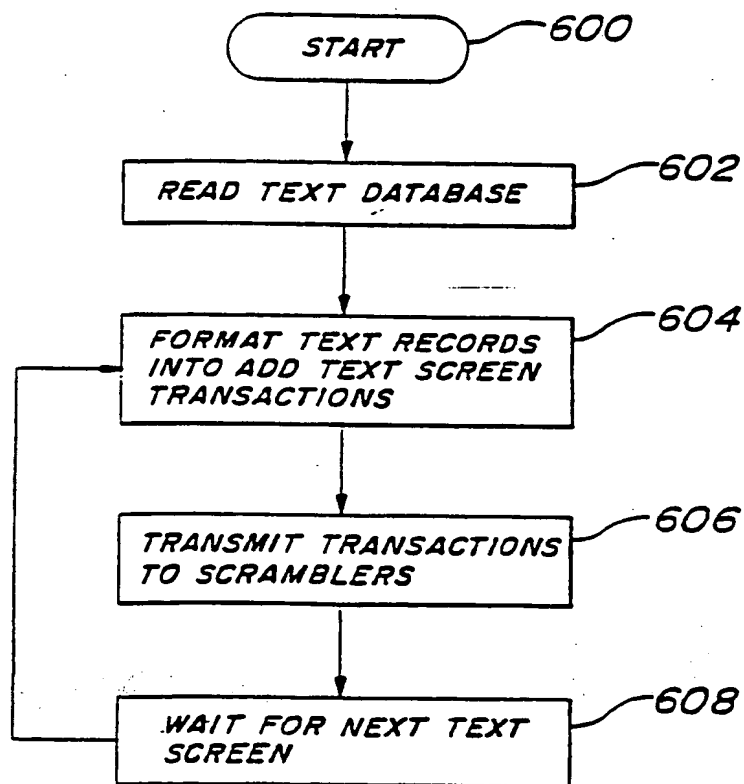 START
600
READ TEXT DATABASE
602
FORMAT TEXT RECORDS
INTO ADD TEXT SCREEN
TRANSACTIONS
604
TRANSMIT TRANSACTIONS
TO SCRAMBLERS
606
WAIT FOR NEXT TEXT
SCREEN
608